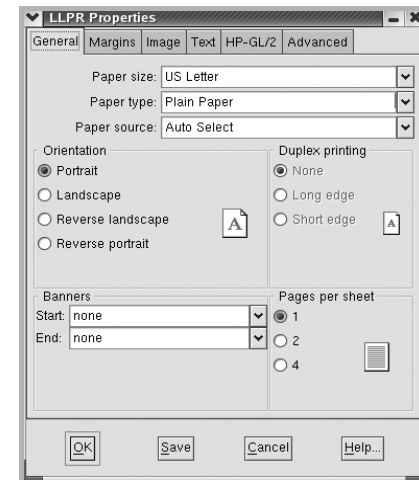 LLPR Properties
General Margins Image Text HP-GL/2 Advanced
Paper size: US Letter
Paper type: Plain Paper
Paper source: Auto Select
Orientation
Portrait
Landscape
Reverse landscape
Reverse portrait
A
Duplex printing
None
Long edge
Short edge
A
Banners
Start: none
End: none
Pages per sheet
1
2
4
OK Save Cancel Help...